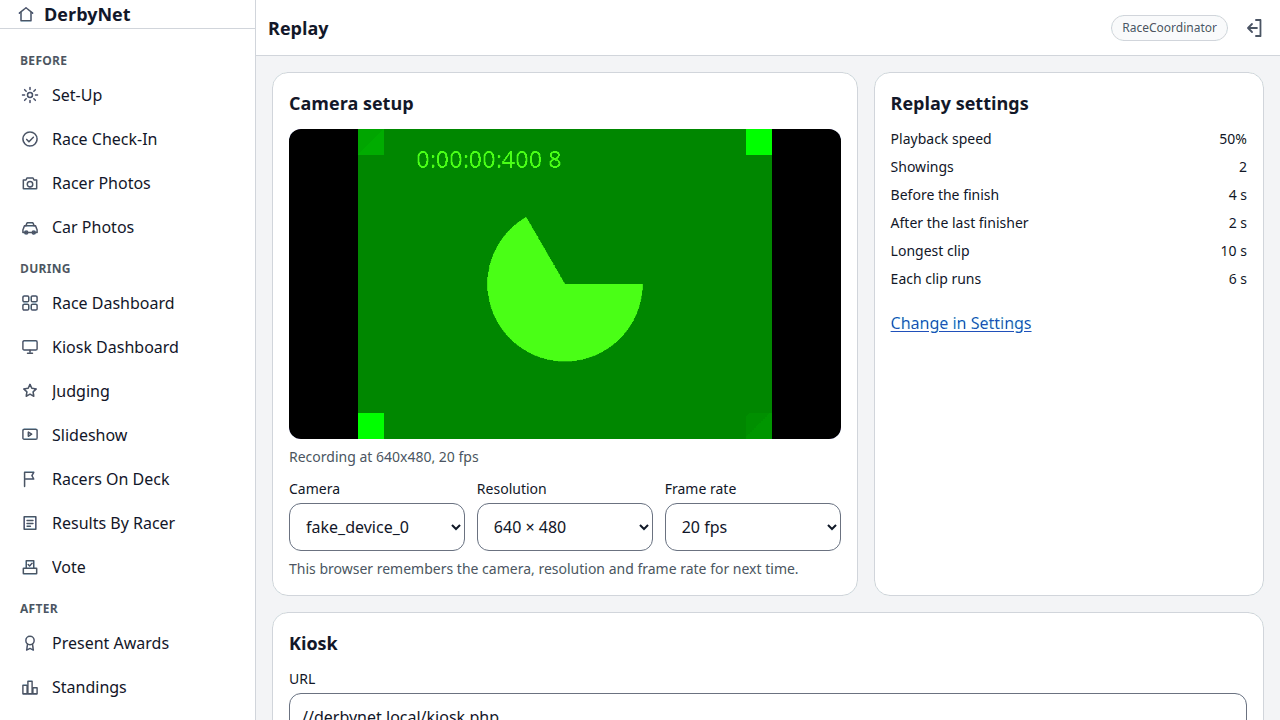 DerbyNet
BEFORE
Set-Up
Race Check-In
Racer Photos
Car Photos
DURING
Race Dashboard
Kiosk Dashboard
Judging
Slideshow
Racers On Deck
Results By Racer
Vote
AFTER
Present Awards
Standings
Replay
RaceCoordinator
Camera setup
0:00:00:400 8
Recording at 640x480, 20 fps
Camera
Resolution
Frame rate
fake_device_0
640 × 480
20 fps
This browser remembers the camera, resolution and frame rate for next time.
Replay settings
Playback speed 50%
Showings 2
Before the finish 4 s
After the last finisher 2 s
Longest clip 10 s
Each clip runs 6 s
Change in Settings
Kiosk
URL
//derbynet.local/kiosk.php